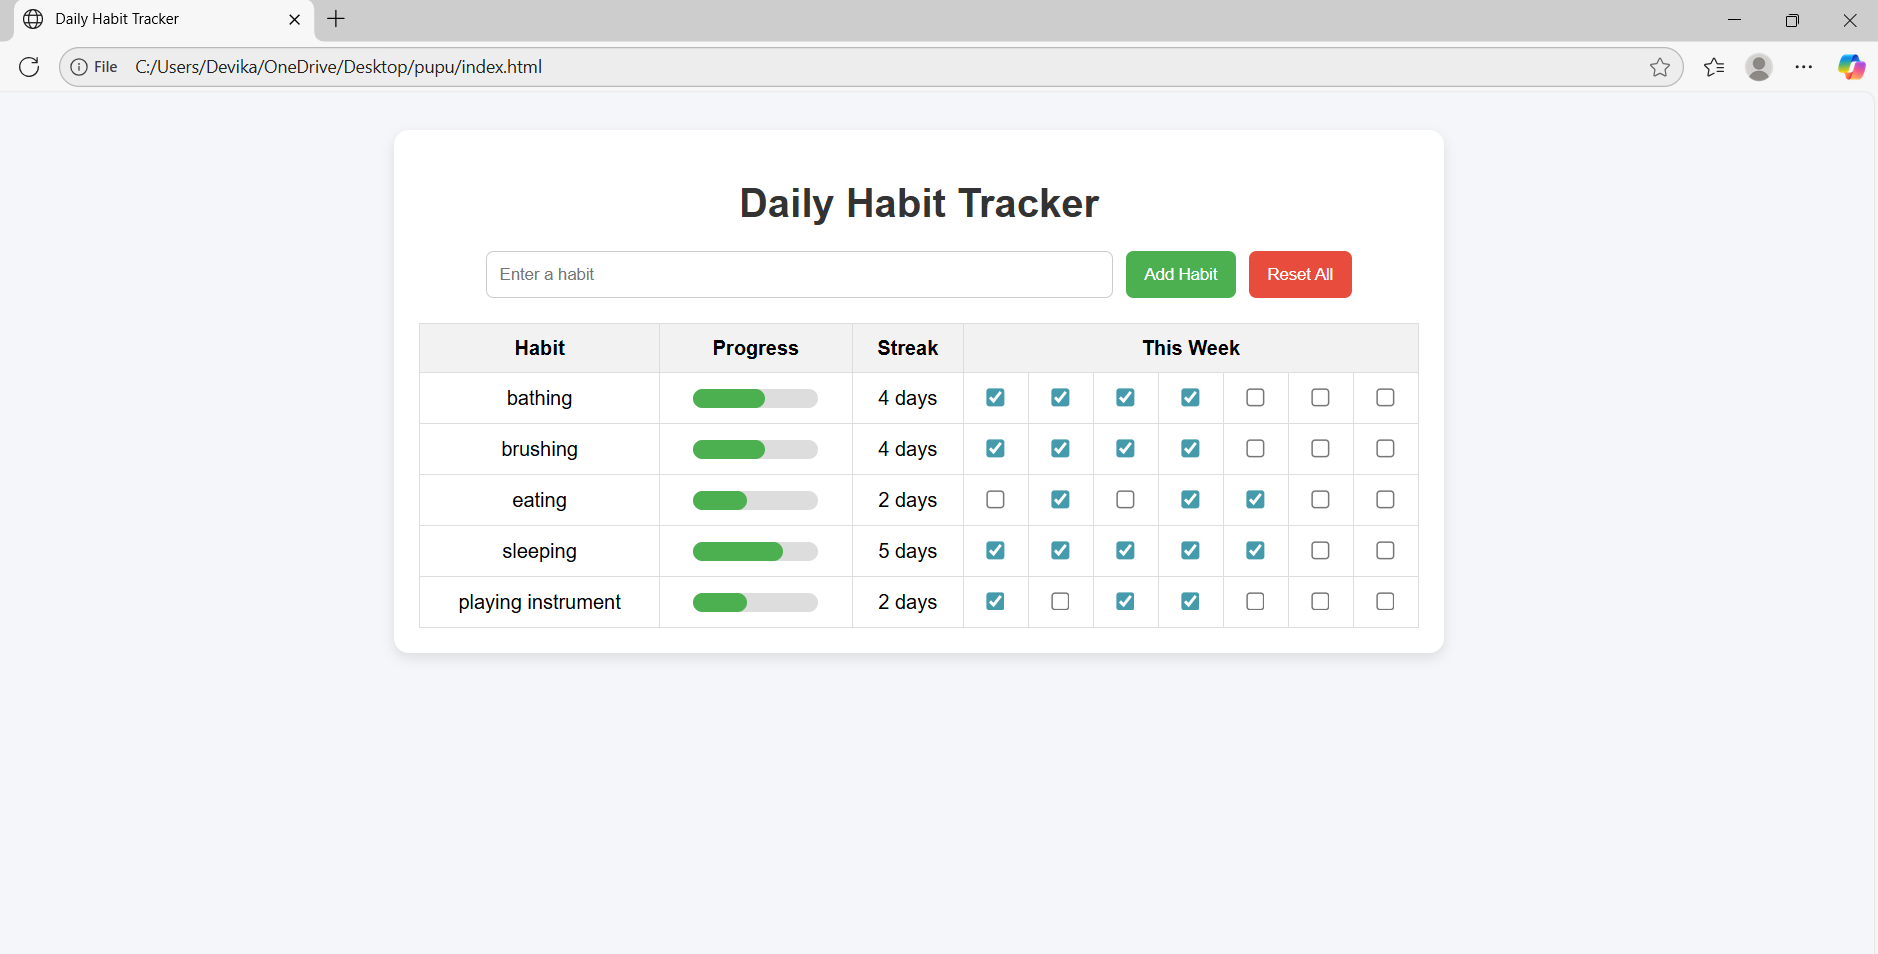 Daily Habit Tracker
File C:/Users/Devika/OneDrive/Desktop/pupu/index.html
Daily Habit Tracker
Enter a habit Add Habit Reset All
Habit Progress Streak This Week
bathing 4 days
brushing 4 days
eating 2 days
sleeping 5 days
playing instrument 2 days